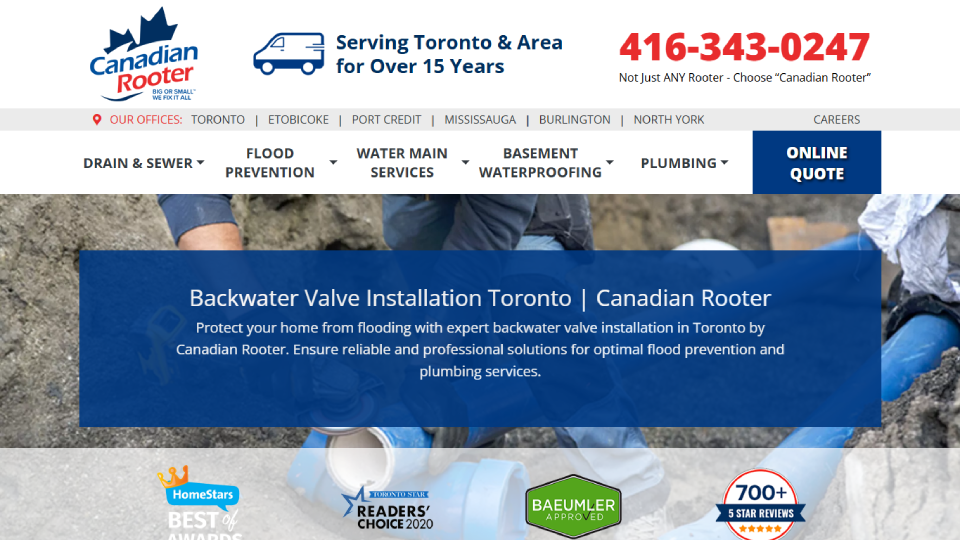 Canadian
Rooter
BIG OR SMALL
WE FIX IT ALL
Serving Toronto & Area
for Over 15 Years
416-343-0247
Not Just ANY Rooter - Choose “Canadian Rooter”
OUR OFFICES: TORONTO | ETOBICOKE | PORT CREDIT | MISSISSAUGA | BURLINGTON | NORTH YORK CAREERS
DRAIN & SEWER
FLOOD
PREVENTION
WATER MAIN
SERVICES
BASEMENT
WATERPROOFING
PLUMBING
ONLINE
QUOTE
Backwater Valve Installation Toronto | Canadian Rooter
Protect your home from flooding with expert backwater valve installation in Toronto by
Canadian Rooter. Ensure reliable and professional solutions for optimal flood prevention and
plumbing services.
HomeStars
BEST of
AWARDS
TORONTO STAR
READERS’
CHOICE 2020
BAEUMLER
APPROVED
700+
5 STAR REVIEWS